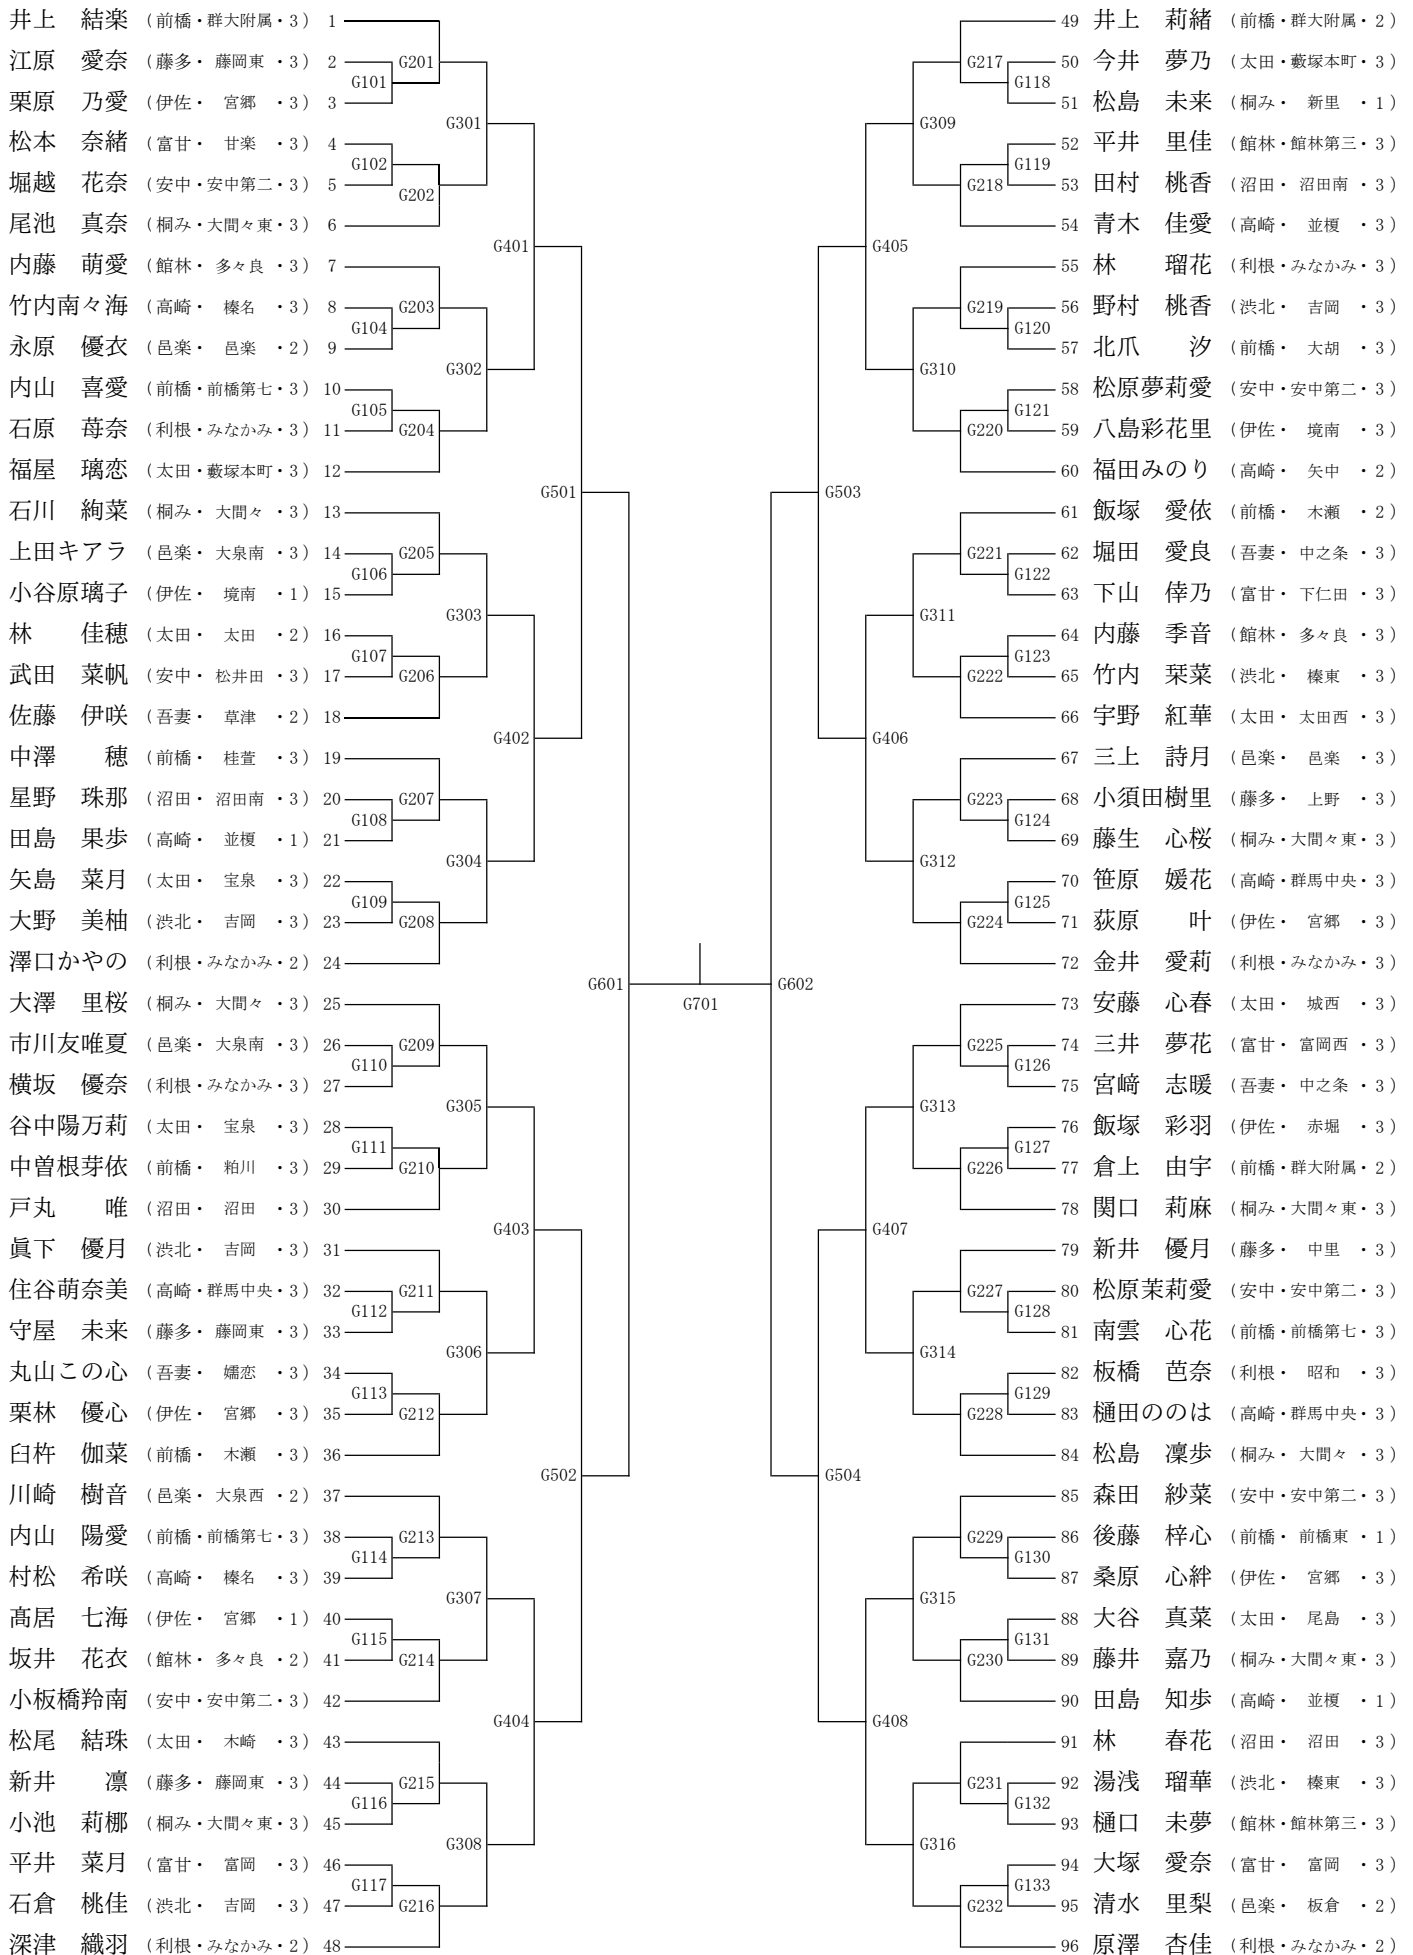 井上　結楽 （前橋・群大附属・3） 1
江原　愛奈 （藤多・ 藤岡東 ・3） 2
G101
G201
栗原　乃愛 （伊佐・ 宮郷 ・3） 3
G301
松本　奈緒 （富甘・ 甘楽 ・3） 4
G102
堀越　花奈 （安中・安中第二・3） 5
G202
尾池　真奈 （桐み・大間々東・3） 6
G401
内藤　萌愛 （館林・ 多々良 ・3） 7
竹内南々海 （高崎・ 榛名 ・3） 8
G104
G203
永原　優衣 （邑楽・ 邑楽 ・2） 9
G302
内山　喜愛 （前橋・前橋第七・3） 10
G105
石原　苺奈 （利根・みなかみ・3） 11
G204
福屋　璃恋 （太田・藪塚本町・3） 12
G501
石川　絢菜 （桐み・ 大間々 ・3） 13
上田キアラ （邑楽・ 大泉南 ・3） 14
G106
G205
小谷原璃子 （伊佐・ 境南 ・1） 15
G303
林　　佳穂 （太田・ 太田 ・2） 16
G107
武田　菜帆 （安中・ 松井田 ・3） 17
G206
佐藤　伊咲 （吾妻・ 草津 ・2） 18
G402
中澤　　穂 （前橋・ 桂萱 ・3） 19
星野　珠那 （沼田・ 沼田南 ・3） 20
G108
G207
田島　果歩 （高崎・ 並榎 ・1） 21
G304
矢島　菜月 （太田・ 宝泉 ・3） 22
G109
大野　美柚 （渋北・ 吉岡 ・3） 23
G208
澤口かやの （利根・みなかみ・2） 24
G601
G701
大澤　里桜 （桐み・ 大間々 ・3） 25
市川友唯夏 （邑楽・ 大泉南 ・3） 26
G110
G209
横坂　優奈 （利根・みなかみ・3） 27
G305
谷中陽万莉 （太田・ 宝泉 ・3） 28
G111
中曽根芽依 （前橋・ 粕川 ・3） 29
G210
戸丸　　唯 （沼田・ 沼田 ・3） 30
G403
眞下　優月 （渋北・ 吉岡 ・3） 31
住谷萌奈美 （高崎・群馬中央・3） 32
G112
G211
守屋　未来 （藤多・ 藤岡東 ・3） 33
G306
丸山この心 （吾妻・ 嬬恋 ・3） 34
G113
栗林　優心 （伊佐・ 宮郷 ・3） 35
G212
臼杵　伽菜 （前橋・ 木瀬 ・3） 36
G502
川崎　樹音 （邑楽・ 大泉西 ・2） 37
内山　陽愛 （前橋・前橋第七・3） 38
G114
G213
村松　希咲 （高崎・ 榛名 ・3） 39
G307
髙居　七海 （伊佐・ 宮郷 ・1） 40
G115
坂井　花衣 （館林・ 多々良 ・2） 41
G214
小板橋羚南 （安中・安中第二・3） 42
G404
松尾　結珠 （太田・ 木崎 ・3） 43
新井　　凛 （藤多・ 藤岡東 ・3） 44
G116
G215
小池　莉梛 （桐み・大間々東・3） 45
G308
平井　菜月 （富甘・ 富岡 ・3） 46
G117
石倉　桃佳 （渋北・ 吉岡 ・3） 47
G216
深津　織羽 （利根・みなかみ・2） 48
49 井上　莉緒 （前橋・群大附属・2）
G217
50 今井　夢乃 （太田・藪塚本町・3）
G118
51 松島　未来 （桐み・ 新里 ・1）
G309
52 平井　里佳 （館林・館林第三・3）
G119
G218
53 田村　桃香 （沼田・ 沼田南 ・3）
54 青木　佳愛 （高崎・ 並榎 ・3）
G405
55 林　　瑠花 （利根・みなかみ・3）
G219
56 野村　桃香 （渋北・ 吉岡 ・3）
G120
57 北爪　　汐 （前橋・ 大胡 ・3）
G310
58 松原夢莉愛 （安中・安中第二・3）
G121
G220
59 八島彩花里 （伊佐・ 境南 ・3）
60 福田みのり （高崎・ 矢中 ・2）
G503
61 飯塚　愛依 （前橋・ 木瀬 ・2）
G221
62 堀田　愛良 （吾妻・ 中之条 ・3）
G122
63 下山　倖乃 （富甘・ 下仁田 ・3）
G311
64 内藤　季音 （館林・ 多々良 ・3）
G123
G222
65 竹内　栞菜 （渋北・ 榛東 ・3）
66 宇野　紅華 （太田・ 太田西 ・3）
G406
67 三上　詩月 （邑楽・ 邑楽 ・3）
G223
68 小須田樹里 （藤多・ 上野 ・3）
G124
69 藤生　心桜 （桐み・大間々東・3）
G312
70 笹原　媛花 （高崎・群馬中央・3）
G125
G224
71 荻原　　叶 （伊佐・ 宮郷 ・3）
72 金井　愛莉 （利根・みなかみ・3）
G602
73 安藤　心春 （太田・ 城西 ・3）
G225
74 三井　夢花 （富甘・ 富岡西 ・3）
G126
75 宮﨑　志暖 （吾妻・ 中之条 ・3）
G313
76 飯塚　彩羽 （伊佐・ 赤堀 ・3）
G127
G226
77 倉上　由宇 （前橋・群大附属・2）
78 関口　莉麻 （桐み・大間々東・3）
G407
79 新井　優月 （藤多・ 中里 ・3）
G227
80 松原茉莉愛 （安中・安中第二・3）
G128
81 南雲　心花 （前橋・前橋第七・3）
G314
82 板橋　芭奈 （利根・ 昭和 ・3）
G129
G228
83 樋田ののは （高崎・群馬中央・3）
84 松島　凜歩 （桐み・ 大間々 ・3）
G504
85 森田　紗菜 （安中・安中第二・3）
G229
86 後藤　梓心 （前橋・ 前橋東 ・1）
G130
87 桑原　心絆 （伊佐・ 宮郷 ・3）
G315
88 大谷　真菜 （太田・ 尾島 ・3）
G131
G230
89 藤井　嘉乃 （桐み・大間々東・3）
90 田島　知歩 （高崎・ 並榎 ・1）
G408
91 林　　春花 （沼田・ 沼田 ・3）
G231
92 湯浅　瑠華 （渋北・ 榛東 ・3）
G132
93 樋口　未夢 （館林・館林第三・3）
G316
94 大塚　愛奈 （富甘・ 富岡 ・3）
G133
G232
95 清水　里梨 （邑楽・ 板倉 ・2）
96 原澤　杏佳 （利根・みなかみ・2）